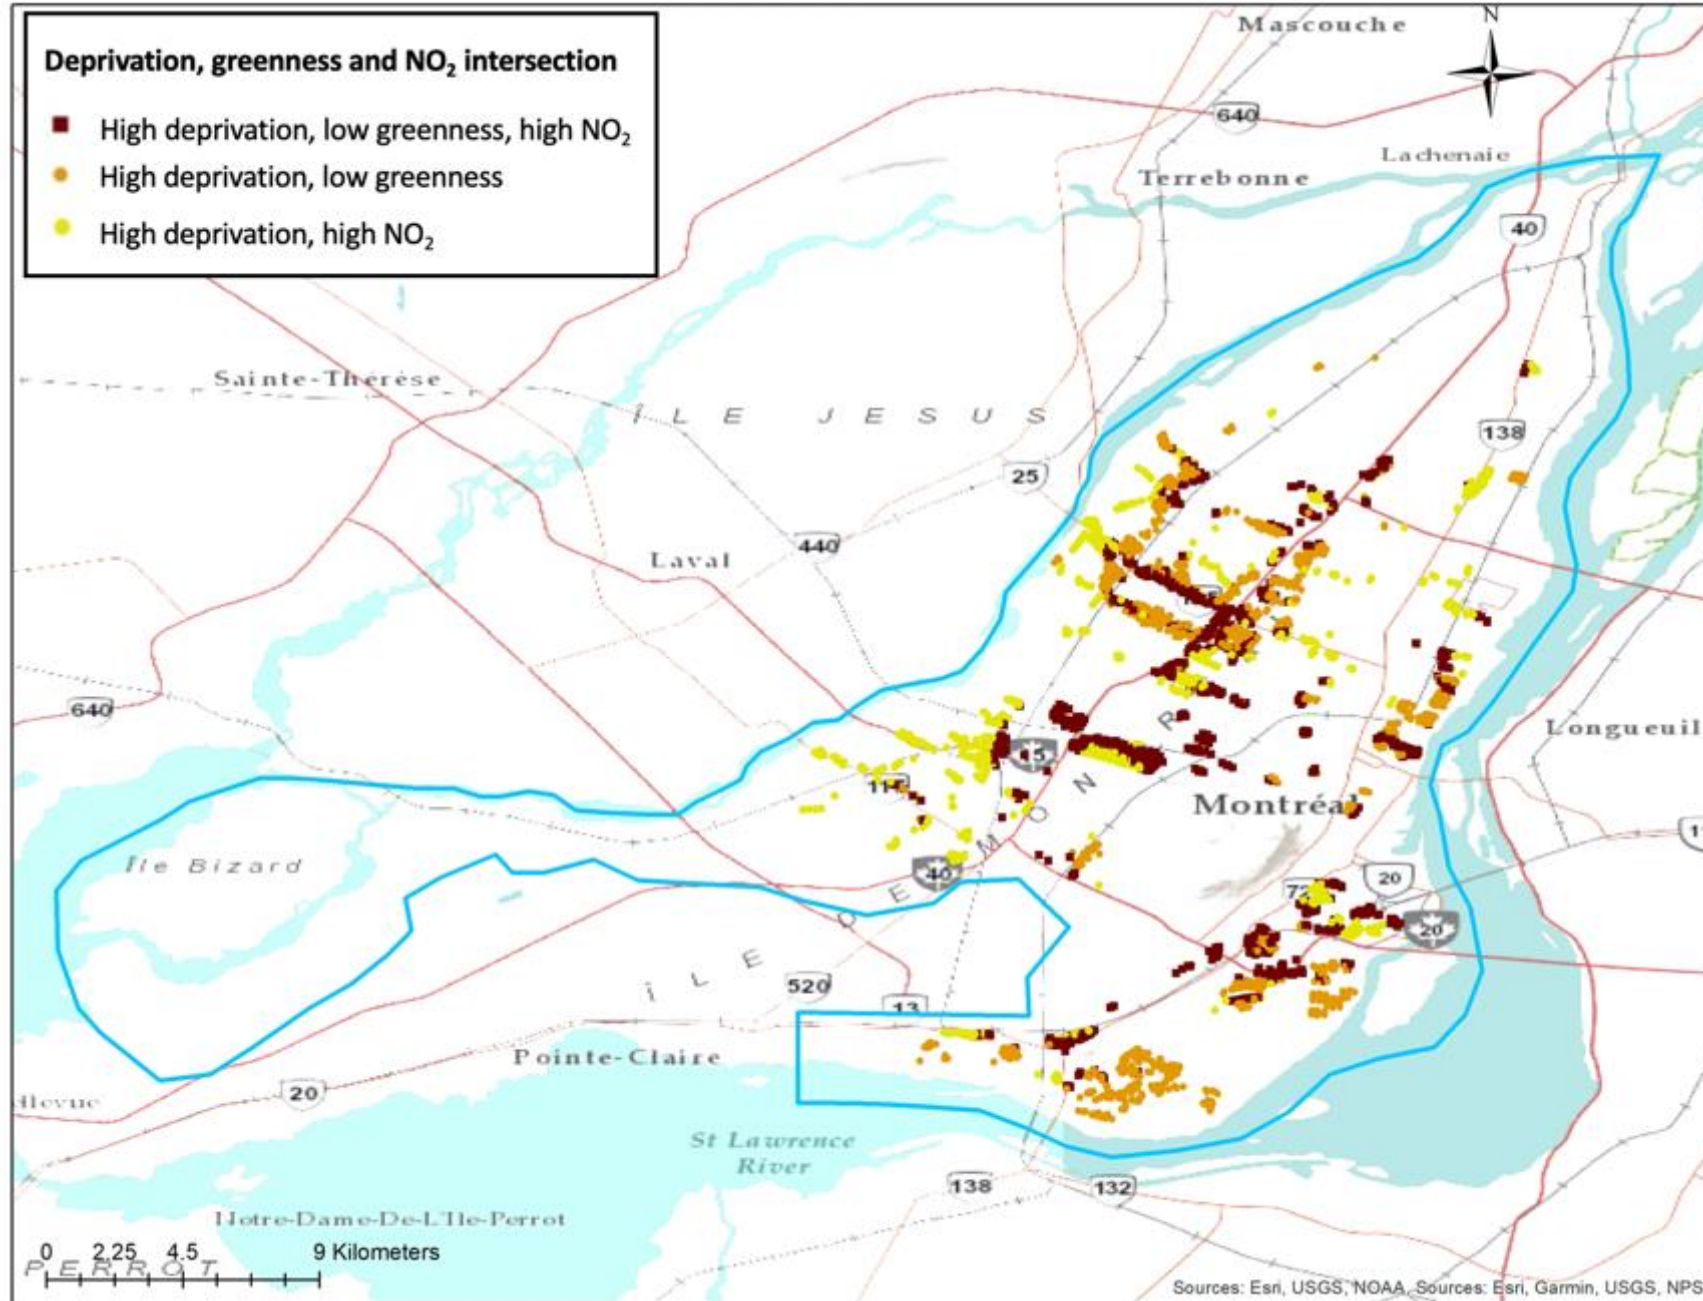 Deprivation, greenness and NO₂ intersection
High deprivation, low greenness, high NO₂
High deprivation, low greenness
High deprivation, high NO₂
N
Mascouche
640
Lachenaie
Terrebonne
40
Sainte-Thérèse
ÎLE JESUS
138
25
440
Laval
640
Longueuil
15
R
Montréal
N
O
M
Île Bizard
40
20
20
DE
ÎLE
520
13
Pointe-Claire
20
St Lawrence
River
138
132
Notre-Dame-De-L'Ile-Perrot
0 2,25 4.5 9 Kilometers
PERROT
Sources: Esri, USGS, NOAA, Sources: Esri, Garmin, USGS, NPS